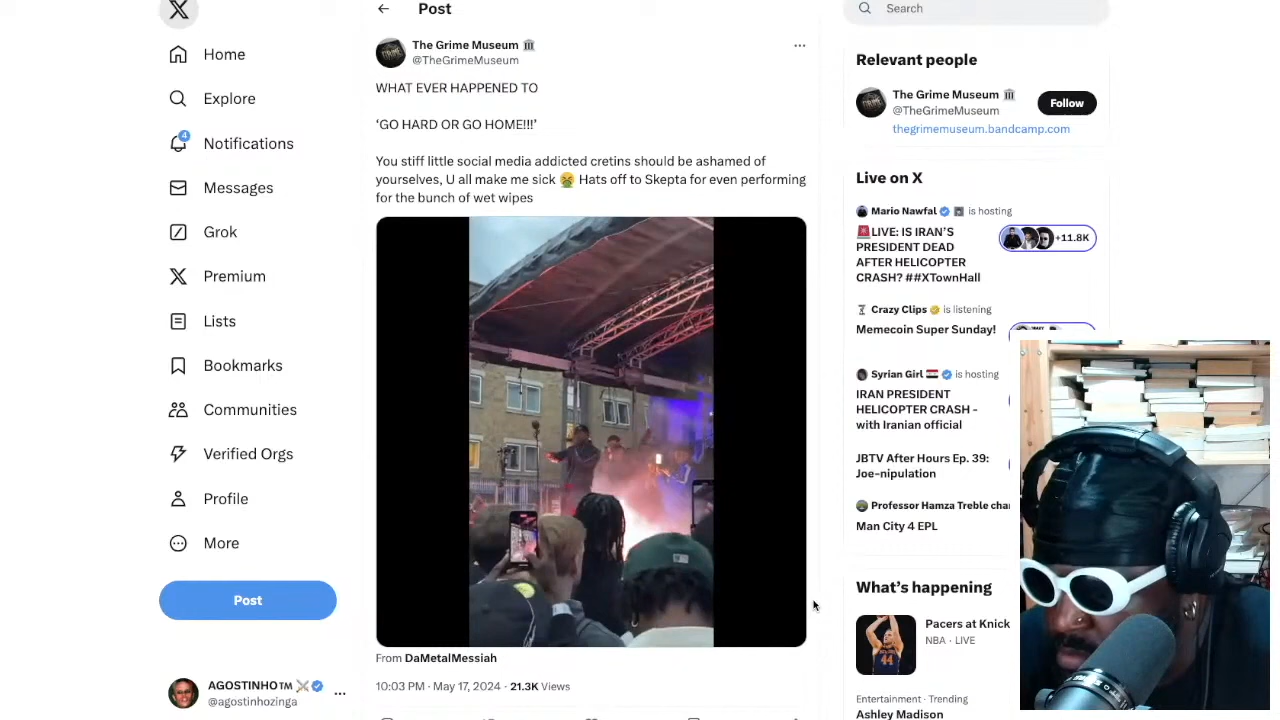 Post
Search
Home
Explore
4
Notifications
Messages
Grok
Premium
Lists
Bookmarks
Communities
Verified Orgs
Profile
More
Post
AGOSTINHO™
@agostinhozinga
The Grime Museum
@TheGrimeMuseum
WHAT EVER HAPPENED TO
‘GO HARD OR GO HOME!!!’
You stiff little social media addicted cretins should be ashamed of
yourselves, U all make me sick 🤮 Hats off to Skepta for even performing
for the bunch of wet wipes
From DaMetalMessiah
10:03 PM · May 17, 2024 · 21.3K Views
Relevant people
The Grime Museum
@TheGrimeMuseum
Follow
thegrimemuseum.bandcamp.com
Live on X
Mario Nawfal is hosting
🚨LIVE: IS IRAN’S
PRESIDENT DEAD
AFTER HELICOPTER
CRASH? ##XTownHall
+11.8K
Crazy Clips is listening
Memecoin Super Sunday!
Syrian Girl is hosting
IRAN PRESIDENT
HELICOPTER CRASH -
with Iranian official
JBTV After Hours Ep. 39:
Joe-nipulation
Professor Hamza Treble
Man City 4 EPL
What’s happening
Pacers at Knick
NBA · LIVE
Entertainment · Trending
Ashley Madison